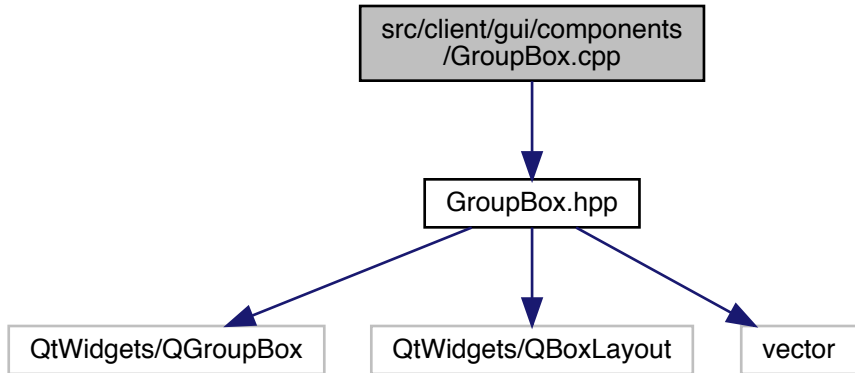 src/client/gui/components
/GroupBox.cpp
GroupBox.hpp
QtWidgets/QGroupBox
QtWidgets/QBoxLayout
vector